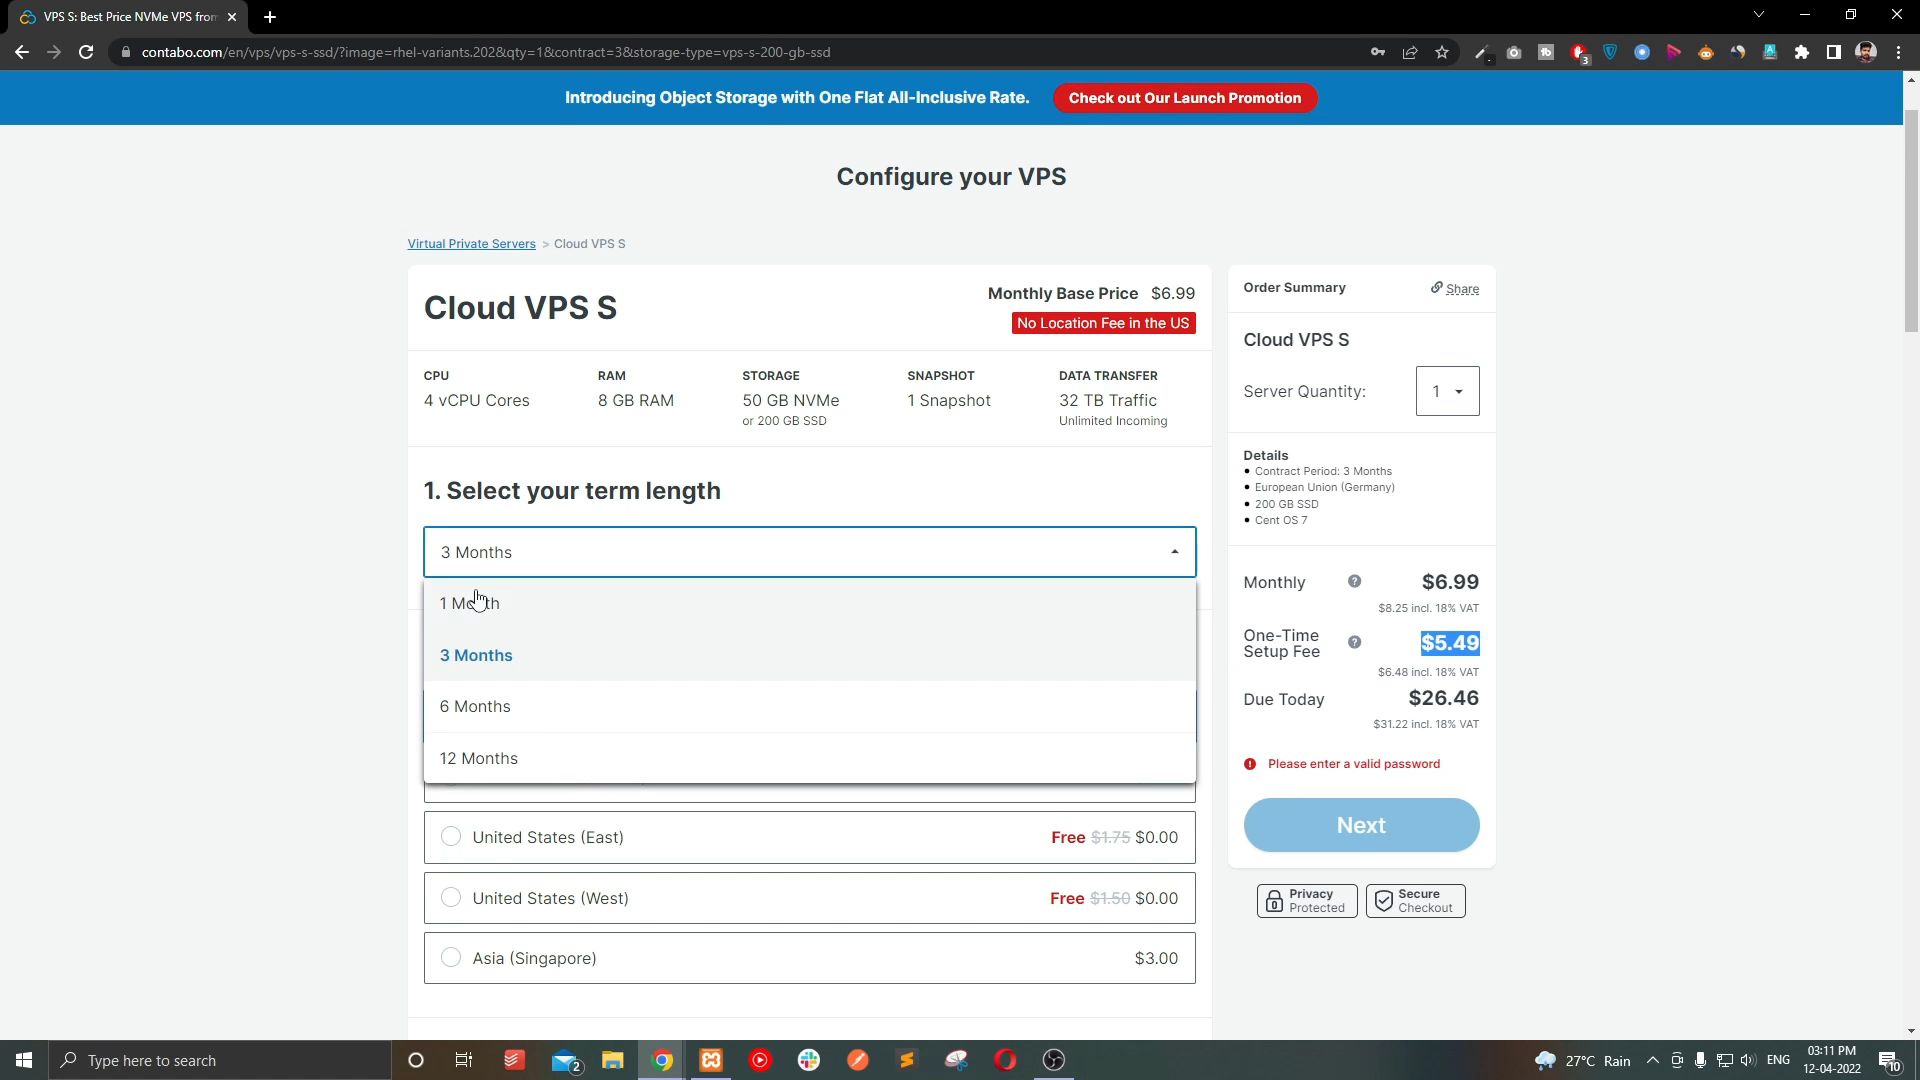 VPS S: Best Price NVMe VPS from
contabo.com/en/vps/vps-s-ssd/?image=rhel-variants.202&qty=1&contract=3&storage-type=vps-s-200-gb-ssd
3
Introducing Object Storage with One Flat All-Inclusive Rate.
Check out Our Launch Promotion
Configure your VPS
Virtual Private Servers > Cloud VPS S
Cloud VPS S
Monthly Base Price $6.99
No Location Fee in the US
CPU
4 vCPU Cores
RAM
8 GB RAM
STORAGE
50 GB NVMe
or 200 GB SSD
SNAPSHOT
1 Snapshot
DATA TRANSFER
32 TB Traffic
Unlimited Incoming
1. Select your term length
3 Months
1 Month
3 Months
6 Months
12 Months
United States (East) Free $1.75 $0.00
United States (West) Free $1.50 $0.00
Asia (Singapore) $3.00
Order Summary
Share
Cloud VPS S
Server Quantity: 1
Details
• Contract Period: 3 Months
• European Union (Germany)
• 200 GB SSD
• Cent OS 7
Monthly ? $6.99
$8.25 incl. 18% VAT
One-Time
Setup Fee ? $5.49
$6.48 incl. 18% VAT
Due Today $26.46
$31.22 incl. 18% VAT
! Please enter a valid password
Next
Privacy
Protected
Secure
Checkout
Type here to search
2
27°C Rain
ENG
03:11 PM
12-04-2022
10